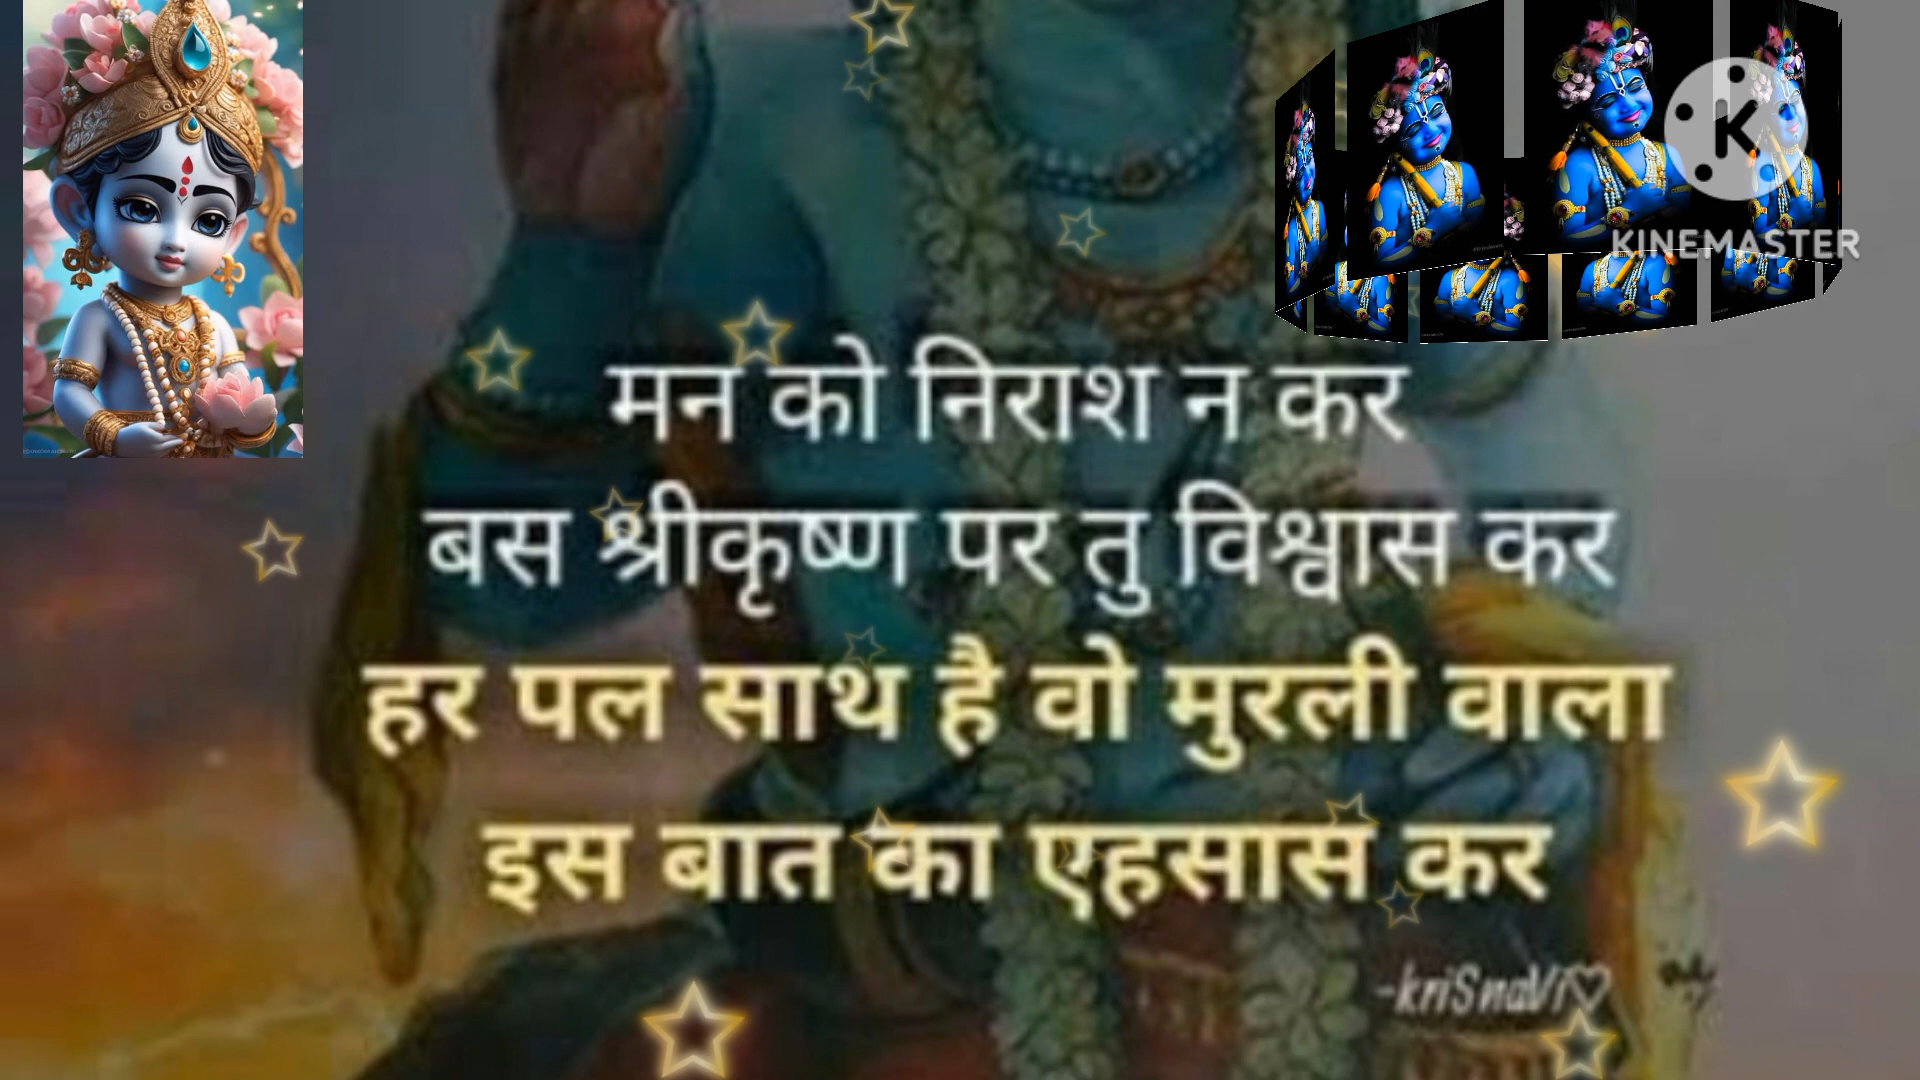 K
KINEMASTER
मन को निराश न कर
बस श्रीकृष्ण पर तु विश्वास कर
हर पल साथ है वो मुरली वाला
इस बात का एहसास कर
-kriSnaVi♡